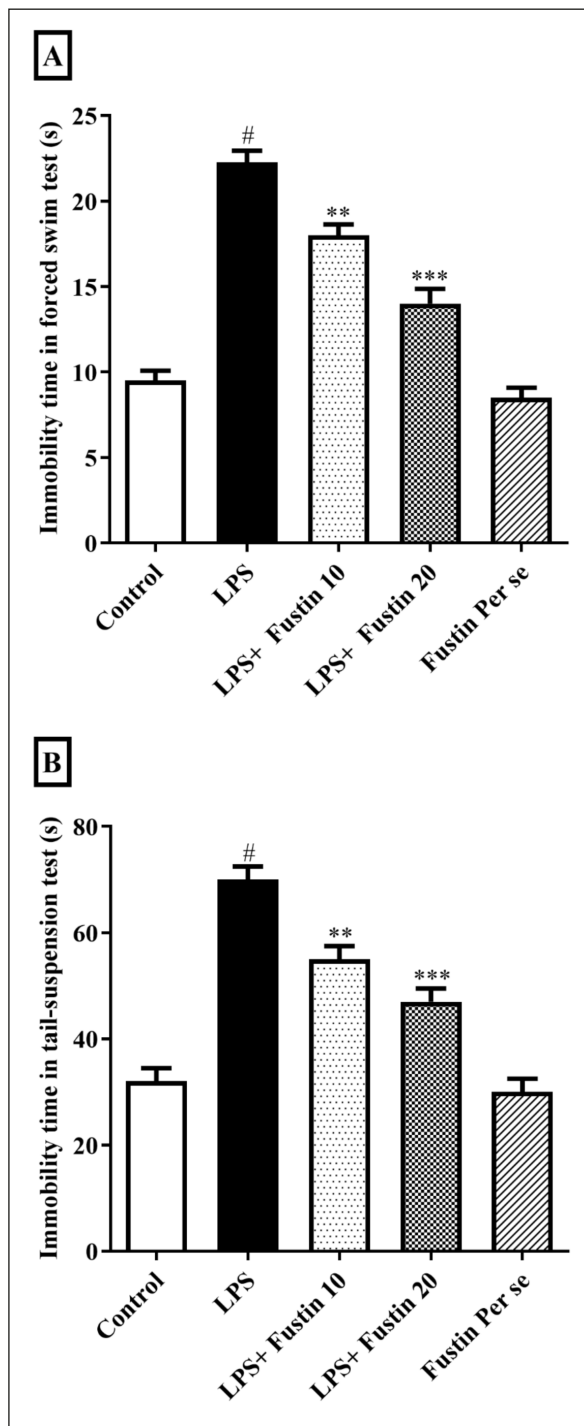 A
Immobility time in forced swim test (s)
25
20
15
10
5
0
#
**
***
Control
LPS
LPS+ Fustin 10
LPS+ Fustin 20
Fustin Per se
B
Immobility time in tail-suspension test (s)
80
60
40
20
0
#
**
***
Control
LPS
LPS+ Fustin 10
LPS+ Fustin 20
Fustin Per se